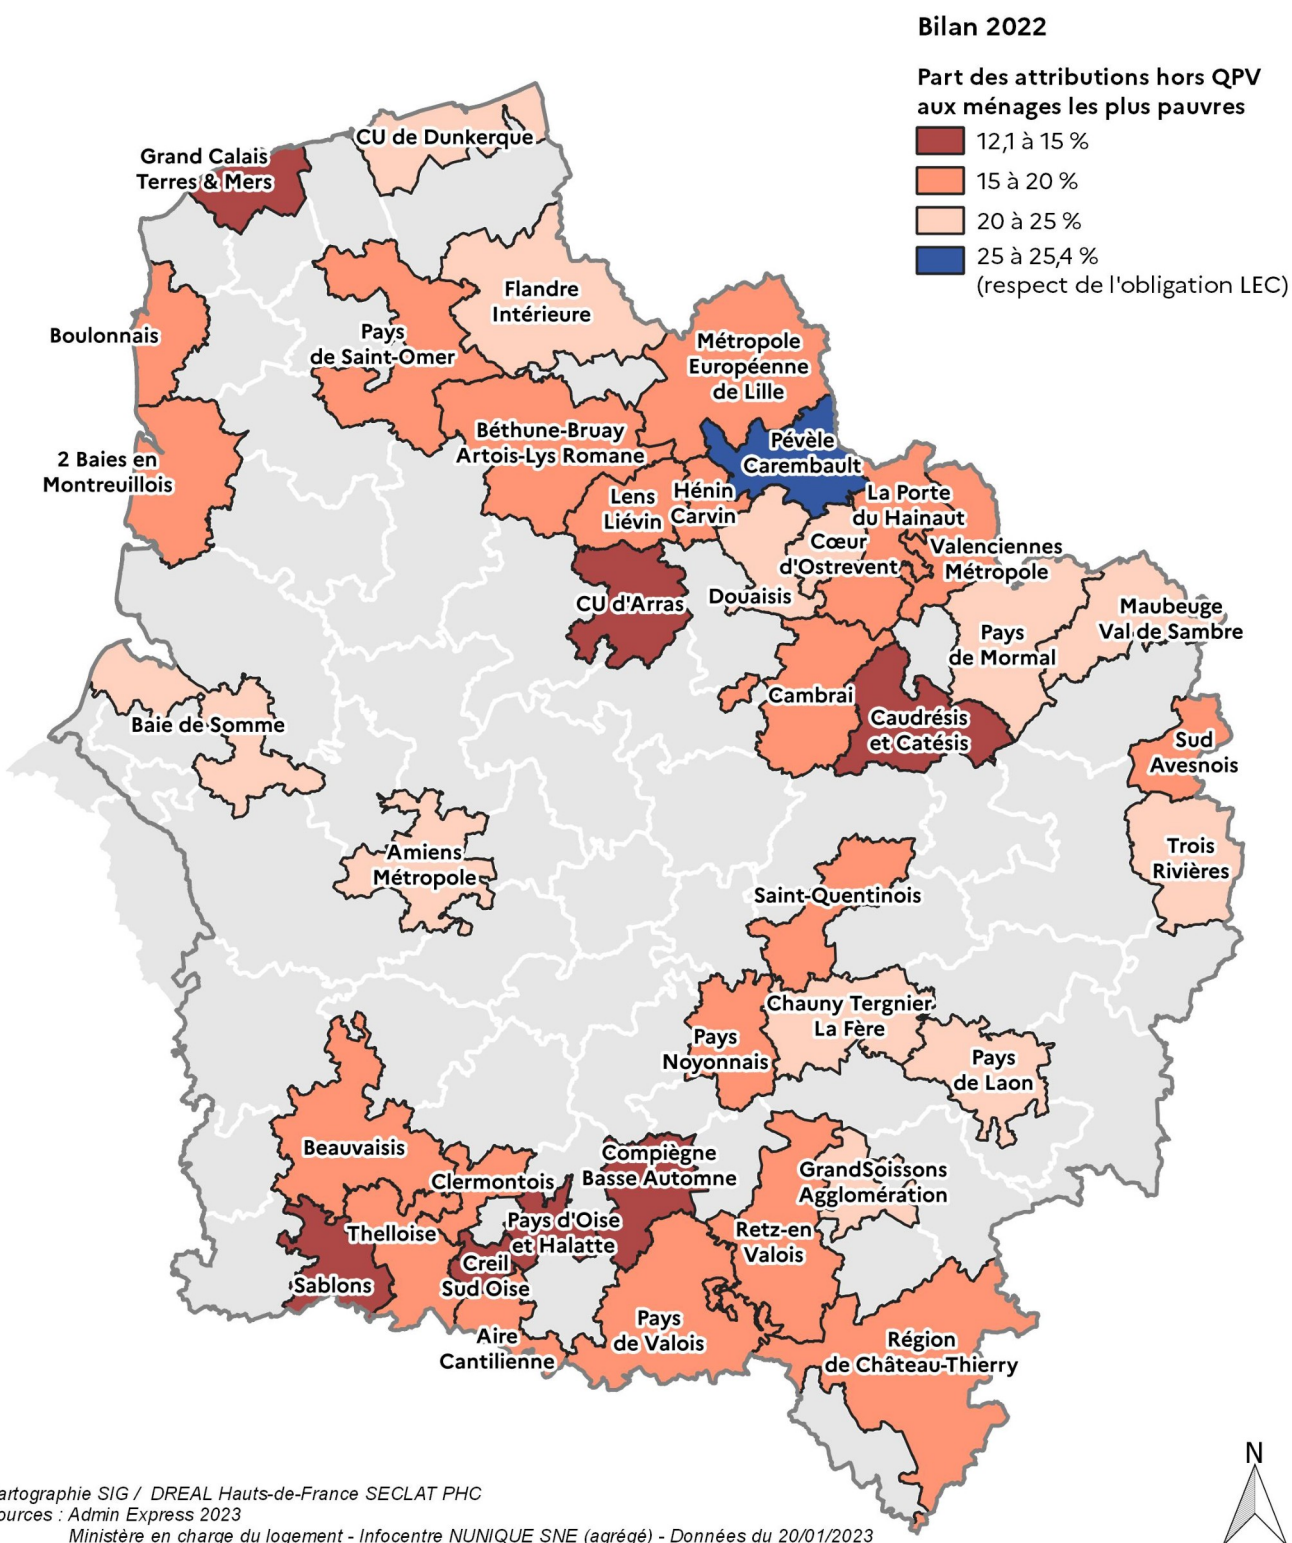 Bilan 2022
Part des attributions hors QPV
aux ménages les plus pauvres
12,1 à 15 %
15 à 20 %
20 à 25 %
25 à 25,4 %
(respect de l'obligation LEC)
CU de Dunkerque
Grand Calais
Terres & Mers
Flandre
Intérieure
Boulonnais
Pays
de Saint-Omer
Métropole
Européenne
de Lille
Béthune-Bruay
Artois-Lys Romane
Pévèle
Carembault
2 Baies en
Montreuillois
Lens
Liévin
Hénin
Carvin
La Porte
du Hainaut
Cœur
d'Ostrevent
Valenciennes
Métropole
CU d'Arras
Douaisis
Maubeuge
Val de Sambre
Pays
de Mormal
Cambrai
Caudrésis
et Catésis
Baie de Somme
Sud
Avesnois
Amiens
Métropole
Trois
Rivières
Saint-Quentinois
Chauny Tergnier
La Fère
Pays
Noyonnais
Pays
de Laon
Beauvaisis
Compiègne
Basse Automne
Clermontois
GrandSoissons
Agglomération
Pays d'Oise
et Halatte
Thelloise
Retz-en
Valois
Creil
Sud Oise
Sablons
Pays
de Valois
Aire
Cantilienne
Région
de Château-Thierry
N
artographie SIG / DREAL Hauts-de-France SECLAT PHC
ources : Admin Express 2023
Ministère en charge du logement - Infocentre NUNIQUE SNE (agrégé) - Données du 20/01/2023